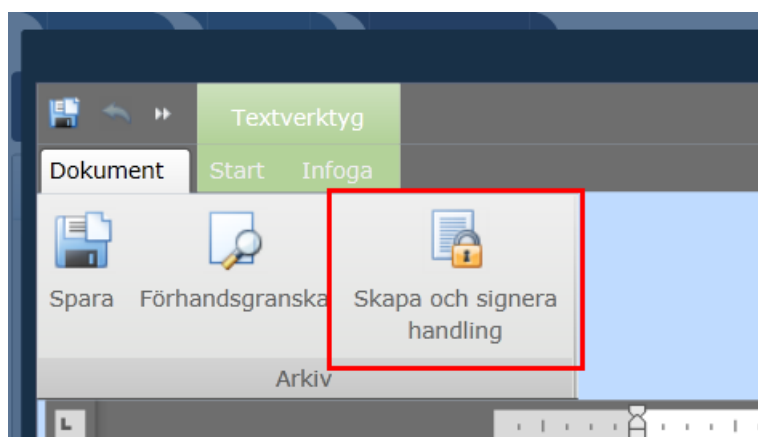 Textverktyg
Dokument Start Infoga
Spara Förhandsgranska Skapa och signera
handling
Arkiv
L